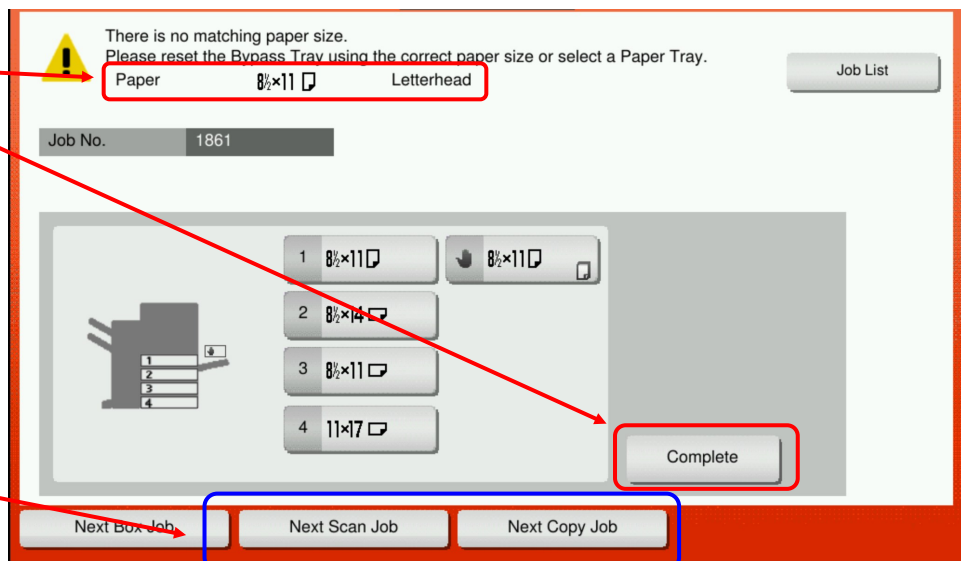 There is no matching paper size.
Please reset the Bypass Tray using the correct paper size or select a Paper Tray.
Paper 8½×11 Letterhead
Job List
Job No. 1861
1 8½×11 8½×11
2 8½×14
3 8½×11
4 11×17
1
2
3
4
Complete
Next Box Job Next Scan Job Next Copy Job